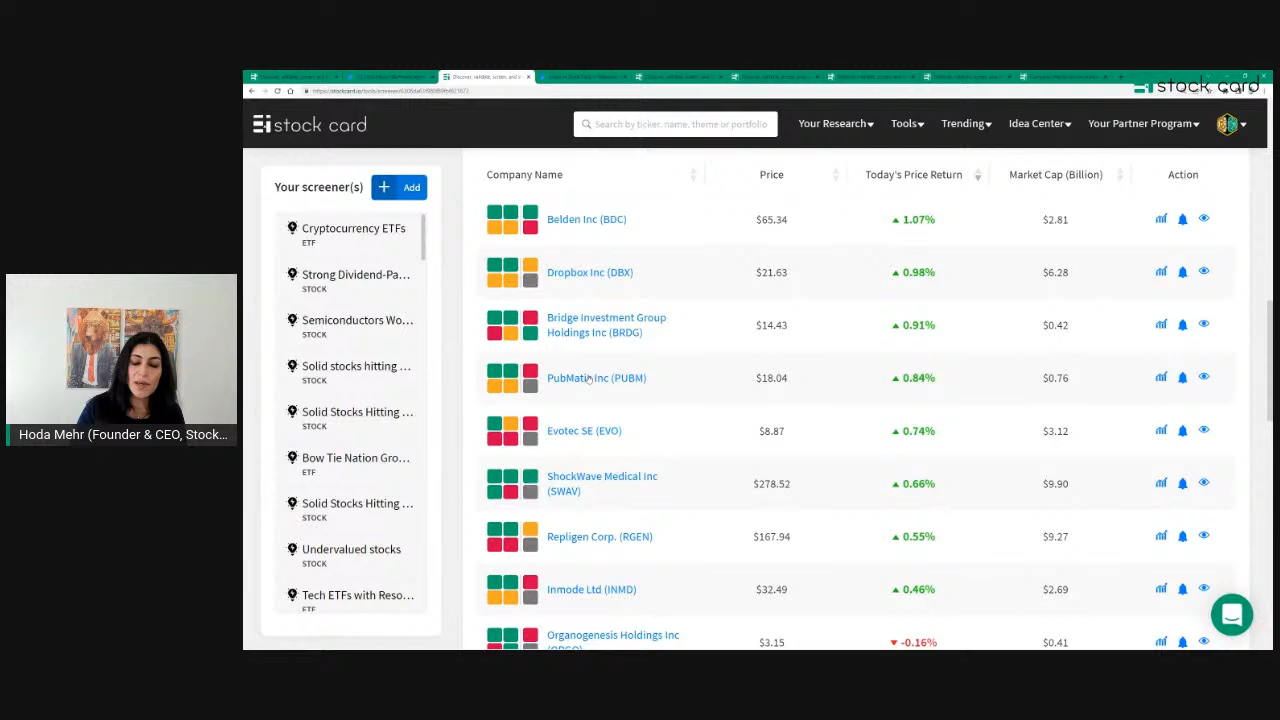 stock card
stock card
Search by ticker, name, theme or portfolio
Your Research
Tools
Trending
Idea Center
Your Partner Program
Your screener(s)
+ Add
Cryptocurrency ETFs
ETF
Strong Dividend-Pa...
STOCK
Semiconductors Wo...
STOCK
Solid stocks hitting ...
STOCK
Solid Stocks Hitting ...
STOCK
Bow Tie Nation Gro...
ETF
Solid Stocks Hitting ...
STOCK
Undervalued stocks
STOCK
Tech ETFs with Reso...
ETF
Company Name Price Today's Price Return Market Cap (Billion) Action
Belden Inc (BDC) $65.34 1.07% $2.81
Dropbox Inc (DBX) $21.63 0.98% $6.28
Bridge Investment Group
Holdings Inc (BRDG) $14.43 0.91% $0.42
PubMatic Inc (PUBM) $18.04 0.84% $0.76
Evotec SE (EVO) $8.87 0.74% $3.12
ShockWave Medical Inc
(SWAV) $278.52 0.66% $9.90
Repligen Corp. (RGEN) $167.94 0.55% $9.27
Inmode Ltd (INMD) $32.49 0.46% $2.69
Organogenesis Holdings Inc
$3.15 -0.16% $0.41
Hoda Mehr (Founder & CEO, Stock...